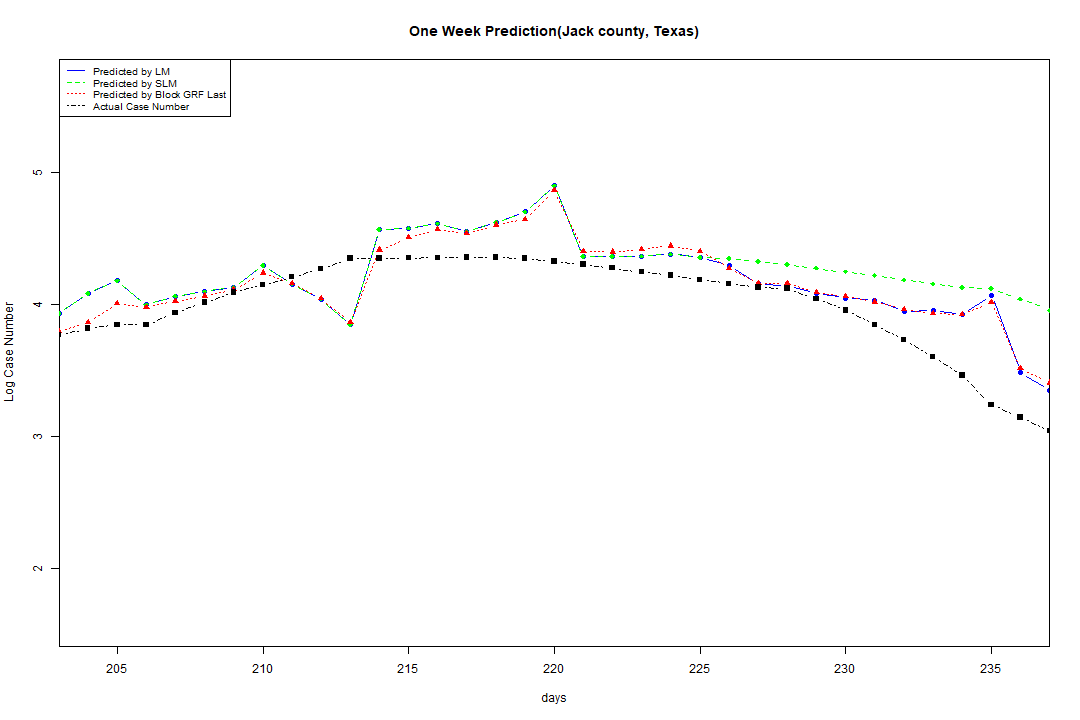 One Week Prediction(Jack county, Texas)
Predicted by LM
Predicted by SLM
Predicted by Block GRF Last
Actual Case Number
5
4
3
2
Log Case Number
205 210 215 220 225 230 235
days